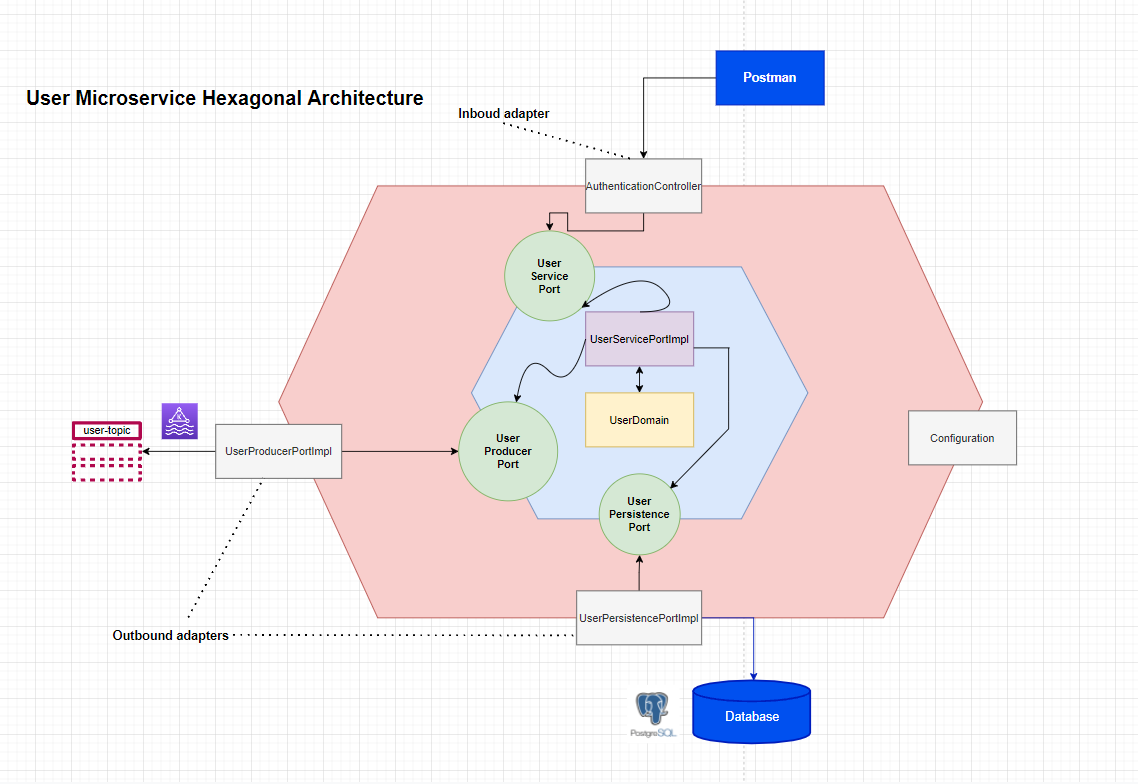 Postman
User Microservice Hexagonal Architecture
Inboud adapter
AuthenticationController
User
Service
Port
UserServicePortImpl
UserDomain
user-topic
K
UserProducerPortImpl
User
Producer
Port
Configuration
User
Persistence
Port
UserPersistencePortImpl
Outbound adapters
PostgreSQL
Database